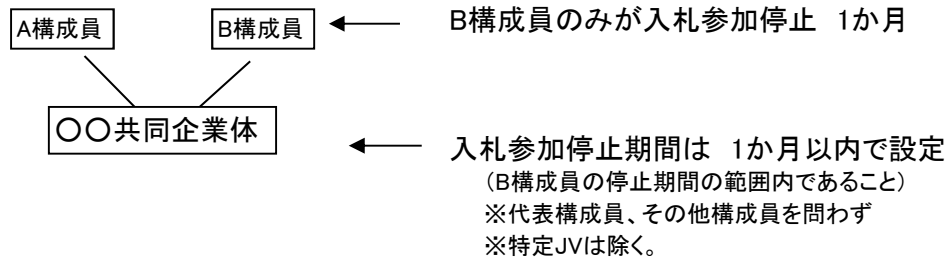 A構成員
B構成員
B構成員のみが入札参加停止 1か月
〇〇共同企業体
入札参加停止期間は 1か月以内で設定
（B構成員の停止期間の範囲内であること）
※代表構成員、その他構成員を問わず
※特定JVは除く。